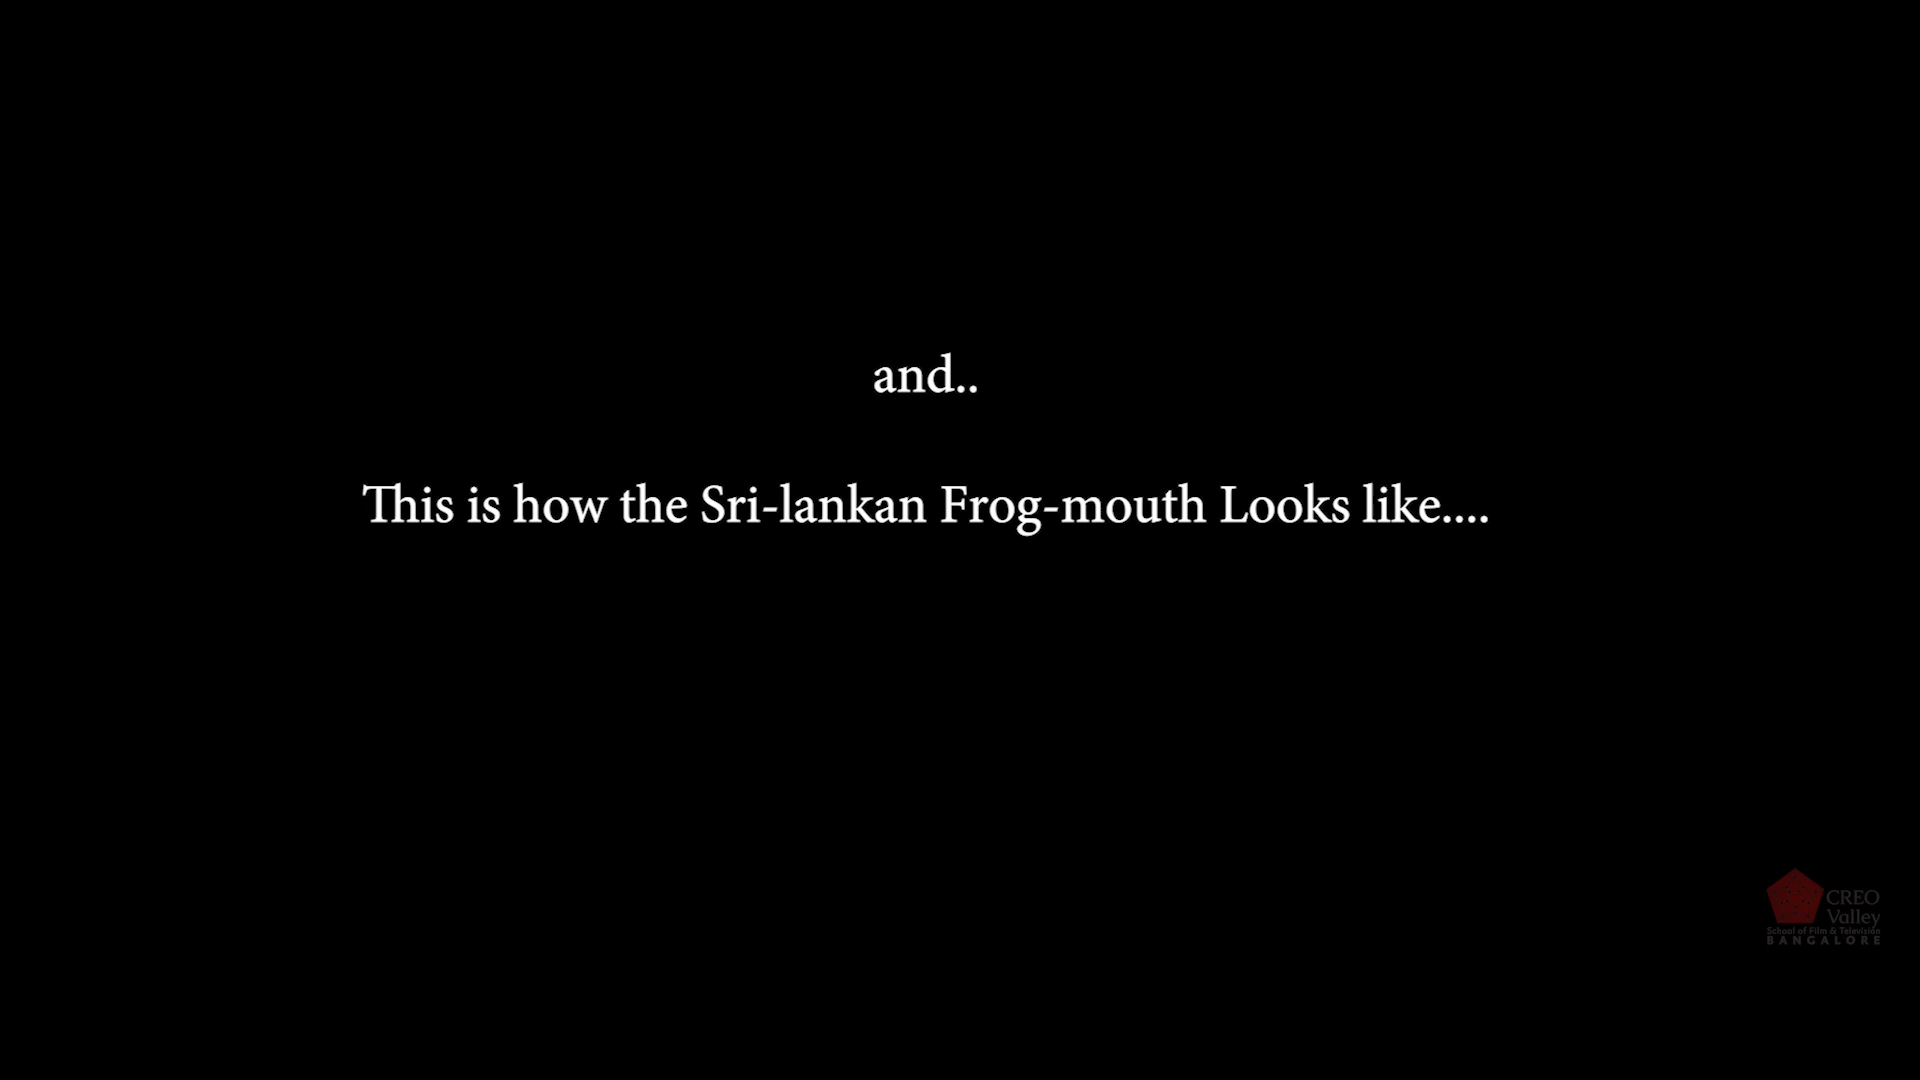 and..
This is how the Sri-lankan Frog-mouth Looks like....
CREO
Valley
School of Film & Television
BANGALORE